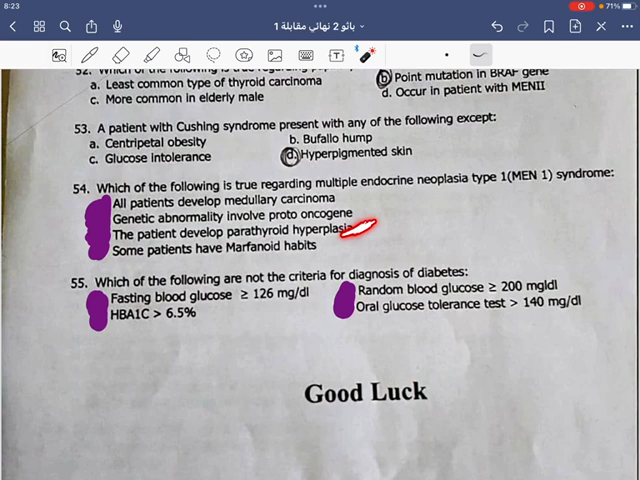 8:23
71%
باثو 2 نهائي مقابلة 1
a. Least common type of thyroid carcinoma
b Point mutation in BRAF gene
c. More common in elderly male
d. Occur in patient with MENII
53. A patient with Cushing syndrome present with any of the following except:
a. Centripetal obesity
b. Bufallo hump
c. Glucose intolerance
d. Hyperpigmented skin
54. Which of the following is true regarding multiple endocrine neoplasia type 1(MEN 1) syndrome:
All patients develop medullary carcinoma
Genetic abnormality involve proto oncogene
The patient develop parathyroid hyperplasia
Some patients have Marfanoid habits
55. Which of the following are not the criteria for diagnosis of diabetes:
Fasting blood glucose ≥ 126 mg/dl
Random blood glucose ≥ 200 mgldl
HBA1C > 6.5%
Oral glucose tolerance test > 140 mg/dl
Good Luck